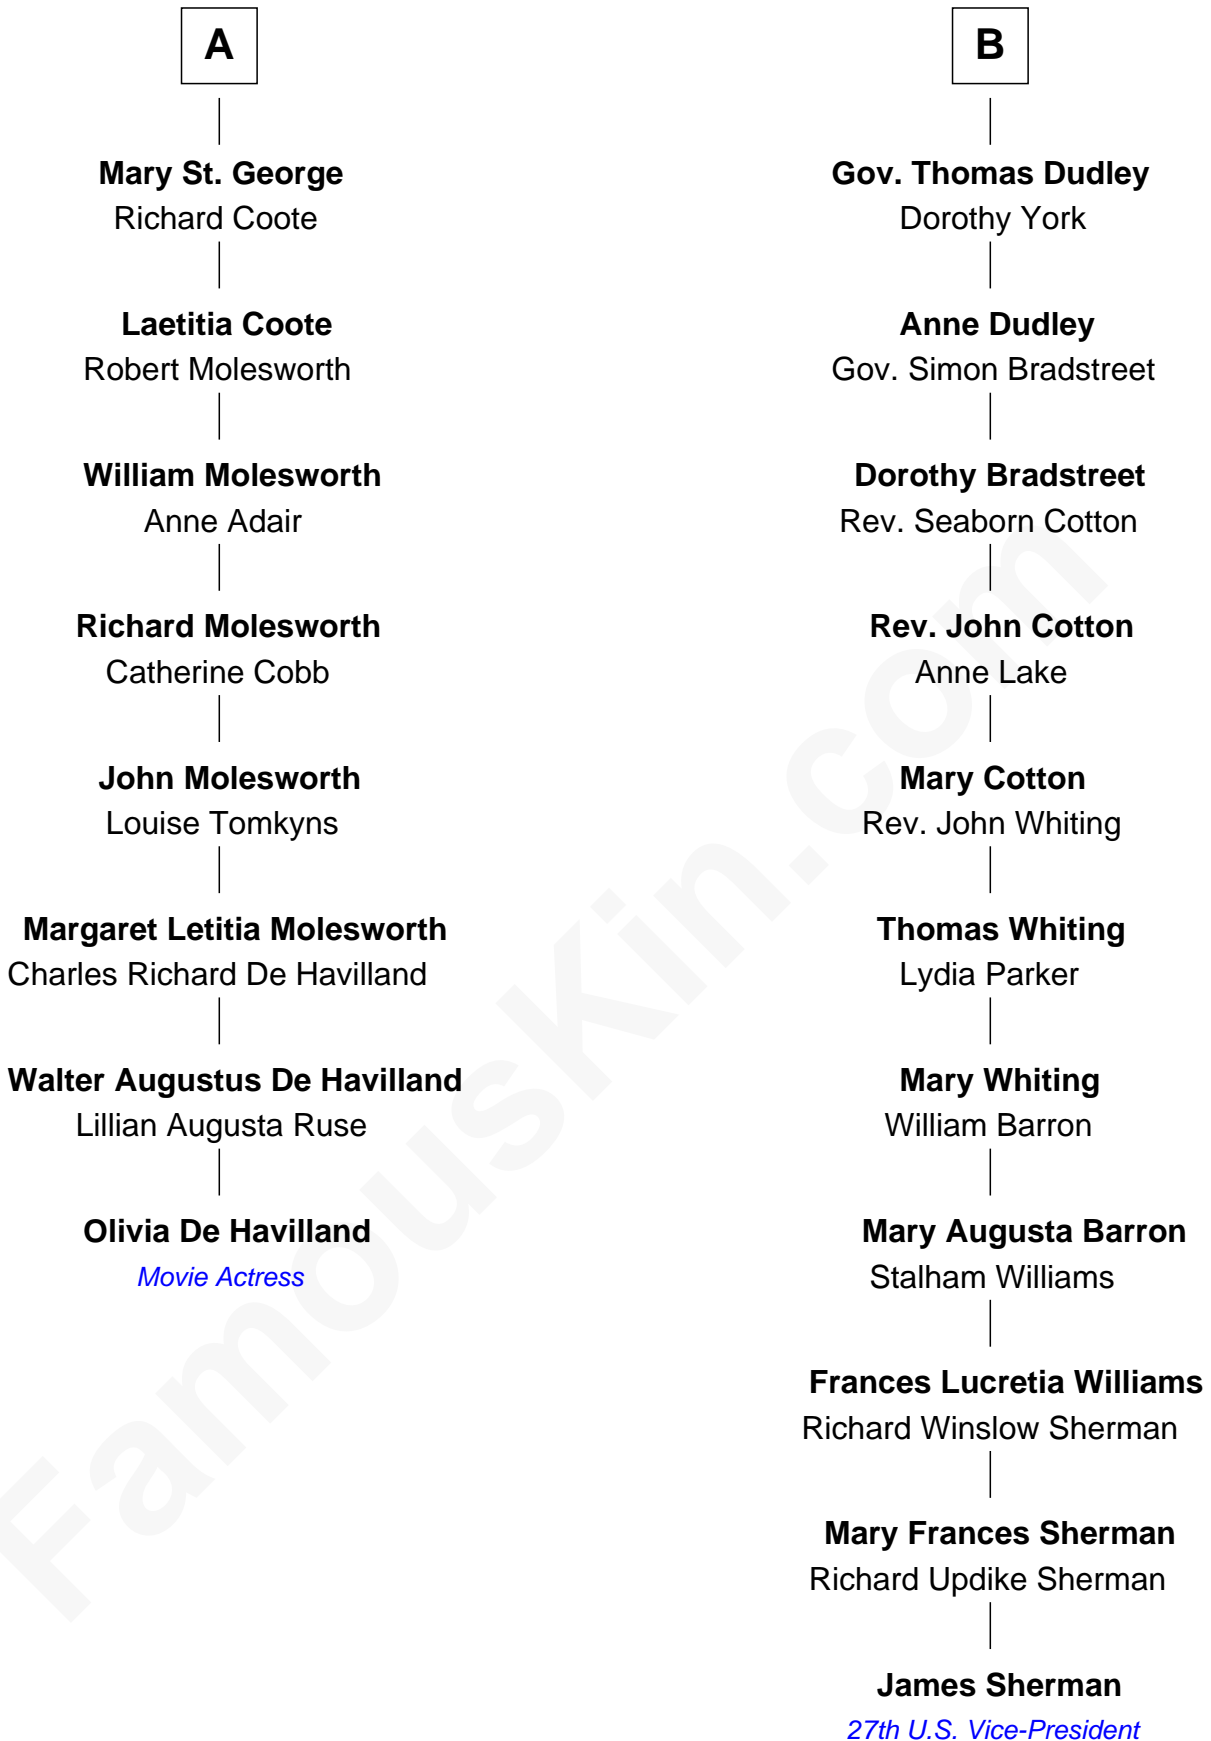 A
Mary St. George
Richard Coote
Laetitia Coote
Robert Molesworth
William Molesworth
Anne Adair
Richard Molesworth
Catherine Cobb
John Molesworth
Louise Tomkyns
Margaret Letitia Molesworth
Charles Richard De Havilland
Walter Augustus De Havilland
Lillian Augusta Ruse
Olivia De Havilland
Movie Actress
B
Gov. Thomas Dudley
Dorothy York
Anne Dudley
Gov. Simon Bradstreet
Dorothy Bradstreet
Rev. Seaborn Cotton
Rev. John Cotton
Anne Lake
Mary Cotton
Rev. John Whiting
Thomas Whiting
Lydia Parker
Mary Whiting
William Barron
Mary Augusta Barron
Stalham Williams
Frances Lucretia Williams
Richard Winslow Sherman
Mary Frances Sherman
Richard Updike Sherman
James Sherman
27th U.S. Vice-President
FamousKin.com